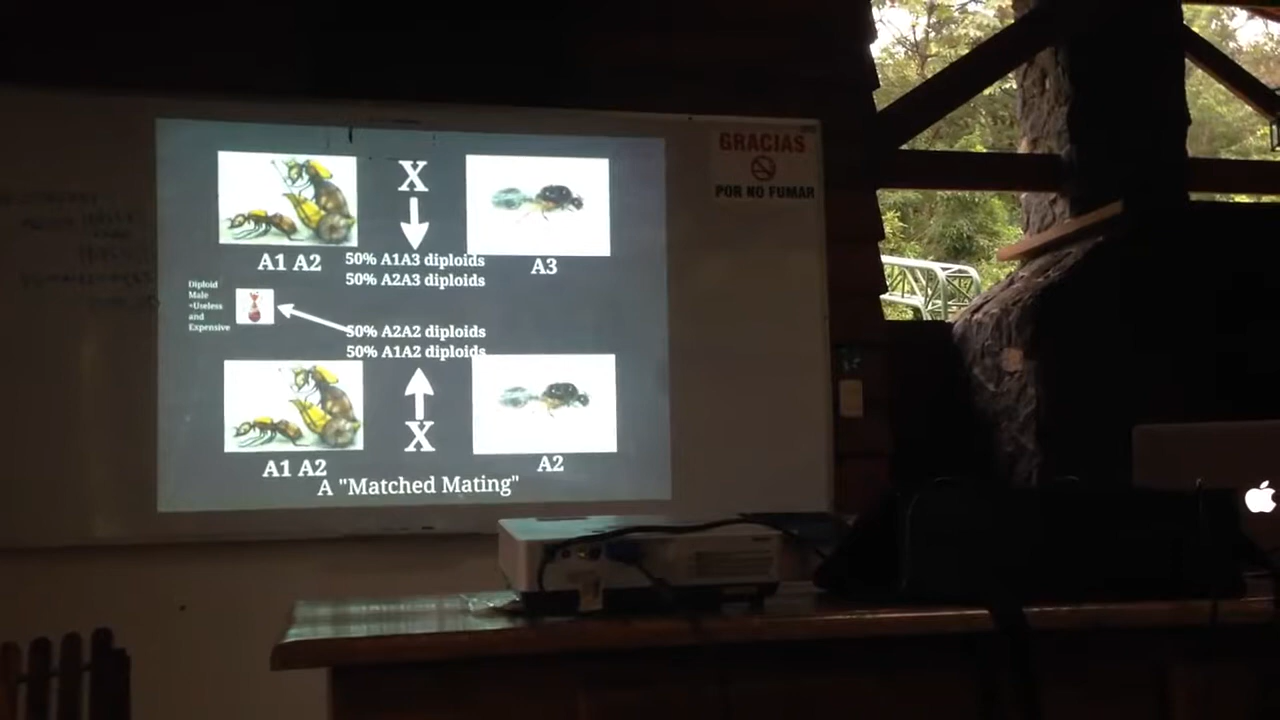 X
A1 A2
50% A1A3 diploids
50% A2A3 diploids
A3
Diploid
Male
=Useless
and
Expensive
50% A2A2 diploids
50% A1A2 diploids
X
A1 A2
A2
A "Matched Mating"
GRACIAS
POR NO FUMAR